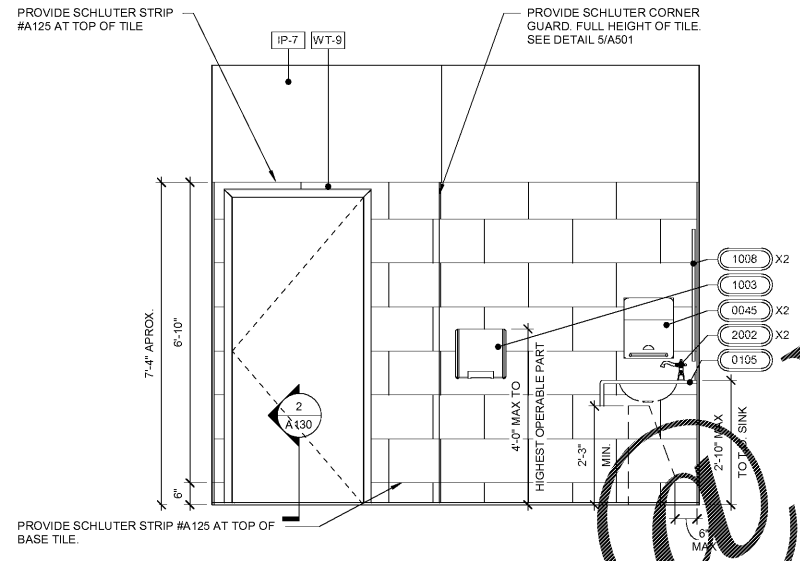 PROVIDE SCHLUTER STRIP
#A125 AT TOP OF TILE
PROVIDE SCHLUTER CORNER
GUARD. FULL HEIGHT OF TILE.
SEE DETAIL 5/A501
IP-7
WT-9
1008 X2
1003
0045 X2
2002 X2
0105
7'-4" APROX.
6'-10"
6"
2
A130
4'-0" MAX TO
HIGHEST OPERABLE PART
2'-3"
MIN.
2'-10" MAX
TO T.O. SINK
6"
MAX
PROVIDE SCHLUTER STRIP #A125 AT TOP OF
BASE TILE.
@